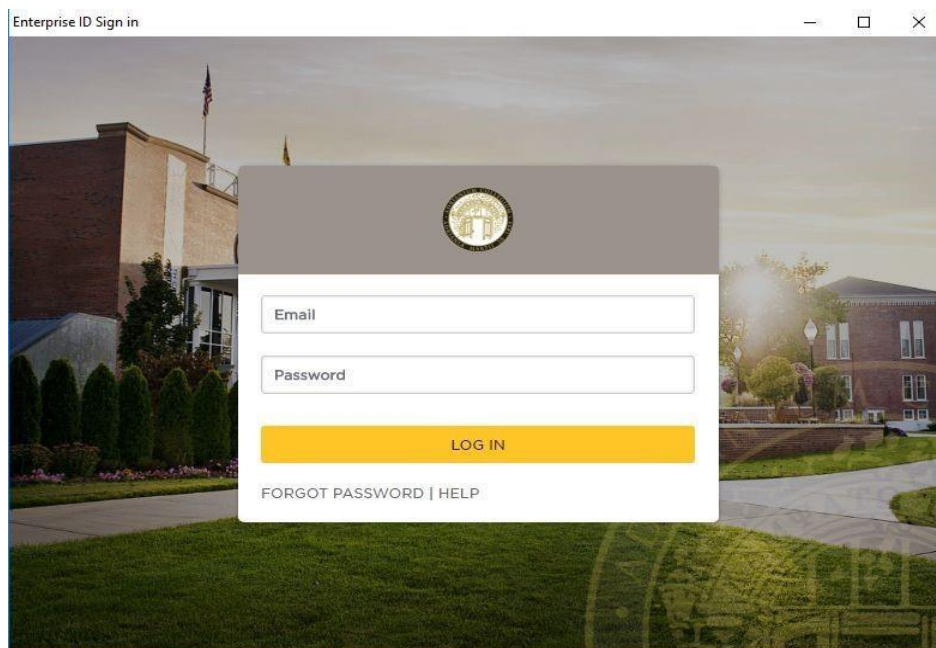 Enterprise ID Sign in
Email
Password
LOG IN
FORGOT PASSWORD | HELP